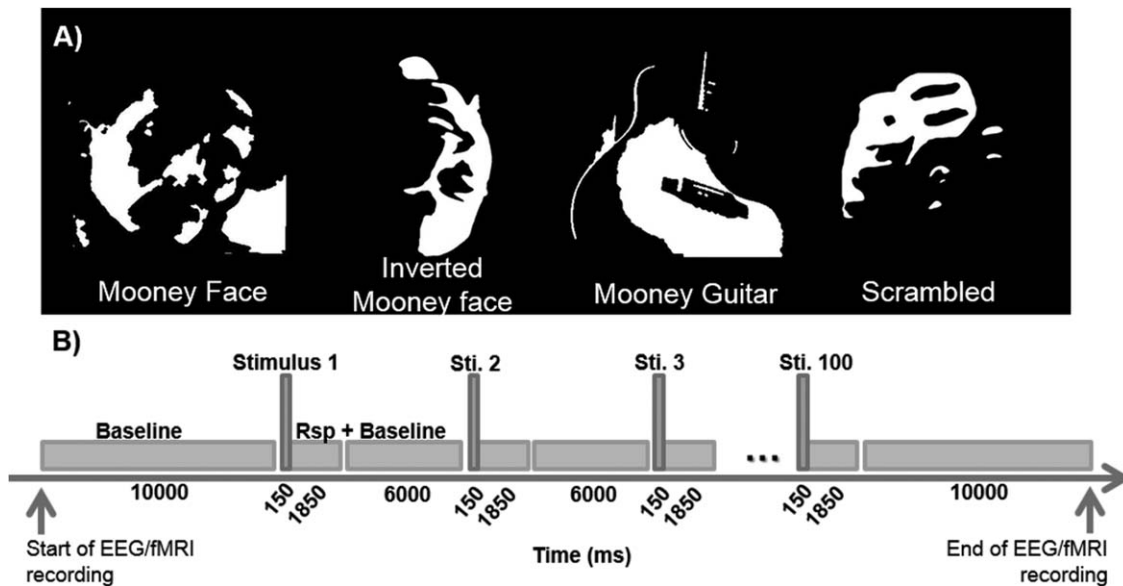 A)
Mooney Face
Inverted
Mooney face
Mooney Guitar
Scrambled
B)
Stimulus 1
Sti. 2
Sti. 3
Sti. 100
Baseline
Rsp + Baseline
...
10000
150
1850
6000
150
1850
6000
150
1850
150
1850
10000
Start of EEG/fMRI
recording
Time (ms)
End of EEG/fMRI
recording